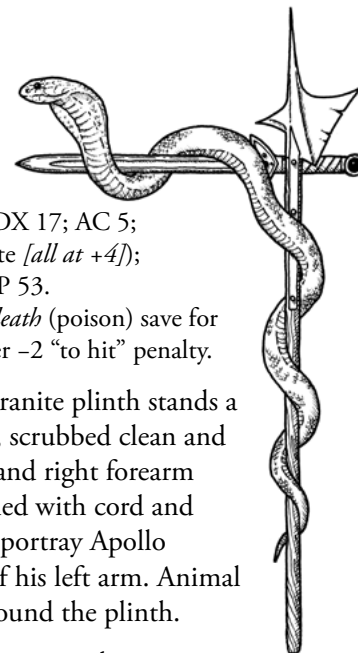 DX 17; AC 5;
te [all at +4]);
P 53.
leath (poison) save for
er −2 “to hit” penalty.
ranite plinth stands a
, scrubbed clean and
and right forearm
ed with cord and
portray Apollo
f his left arm. Animal
ound the plinth.